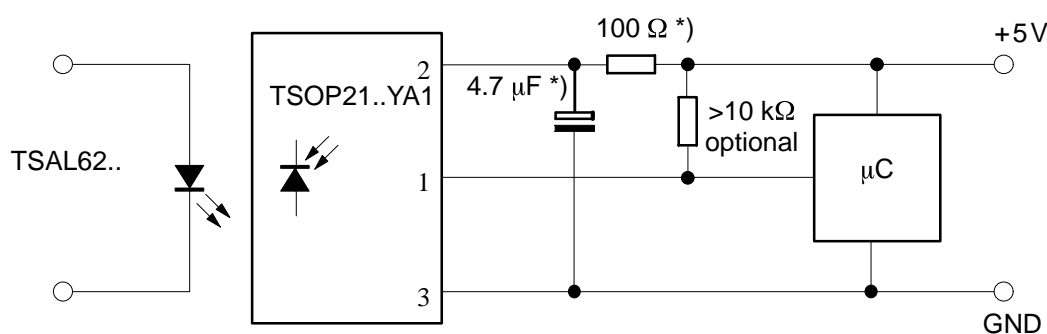 100 Ω *)
+5V
2
4.7 μF *)
TSOP21..YA1
>10 kΩ
optional
TSAL62..
1
μC
3
GND